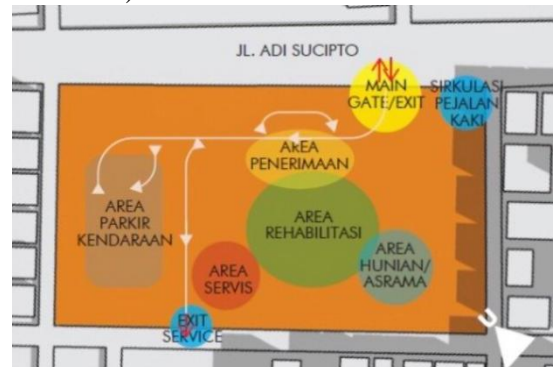 JL. ADI SUCIPTO
MAIN
GATE/EXIT
SIRKULASI
PEJALAN
KAKI
AREA
PENERIMAAN
AREA
PARKIR
KENDARAAN
AREA
REHABILITASI
AREA
HUNIAN/
ASRAMA
AREA
SERVIS
EXIT
SERVICE
U